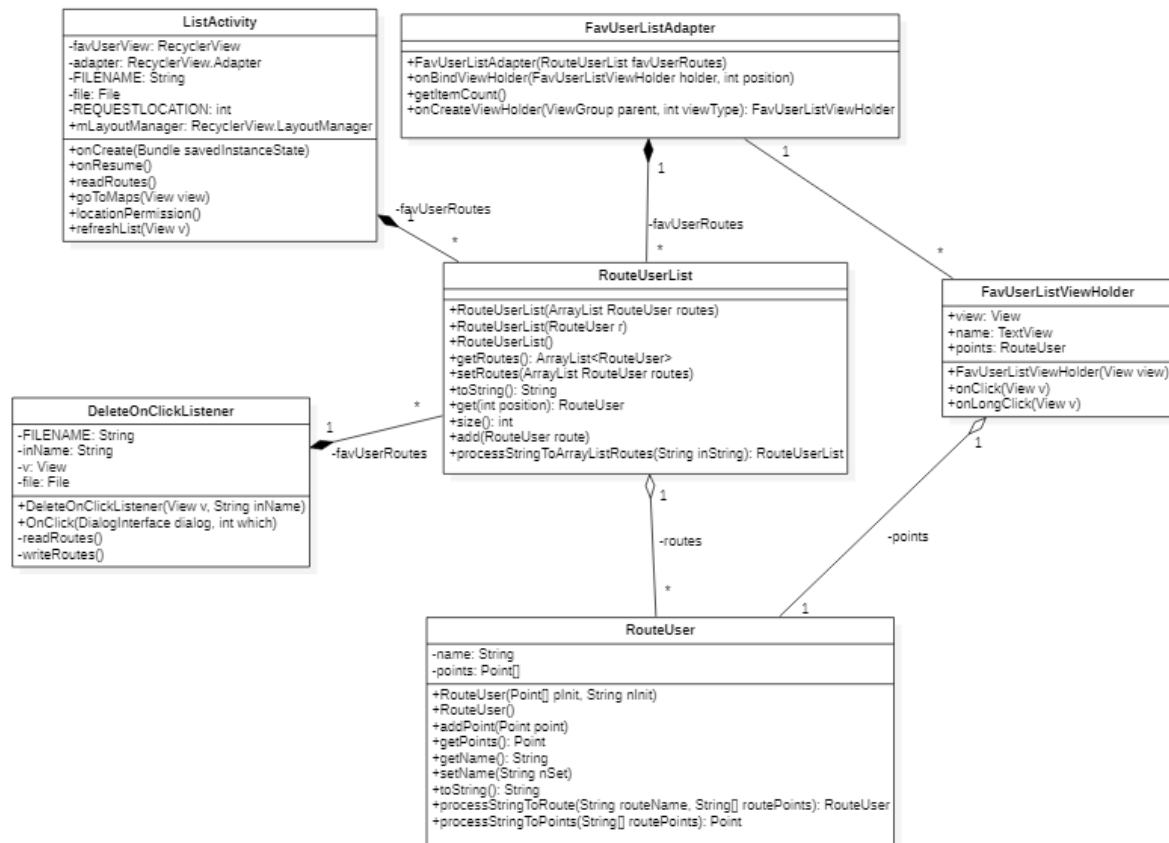 ListActivity
-favUserView: RecyclerView
-adapter: RecyclerView.Adapter
-FILENAME: String
-file: File
-REQUESTLOCATION: int
+mLayoutManager: RecyclerView.LayoutManager
+onCreate(Bundle savedInstanceState)
+onResume()
+readRoutes()
+goToMaps(View view)
+locationPermission()
+refreshList(View v)
FavUserListAdapter
+FavUserListAdapter(RouteUserList favUserRoutes)
+onBindViewHolder(FavUserListViewHolder holder, int position)
+getItemCount()
+onCreateViewHolder(ViewGroup parent, int viewType): FavUserListViewHolder
1
-favUserRoutes
*
1
-favUserRoutes
*
1
*
RouteUserList
+RouteUserList(ArrayList RouteUser routes)
+RouteUserList(RouteUser r)
+RouteUserList()
+getRoutes(): ArrayList<RouteUser>
+setRoutes(ArrayList RouteUser routes)
+toString(): String
+get(int position): RouteUser
+size(): int
+add(RouteUser route)
+processStringToArrayListRoutes(String inString): RouteUserList
FavUserListViewHolder
+view: View
+name: TextView
+points: RouteUser
+FavUserListViewHolder(View view)
+onClick(View v)
+onLongClick(View v)
DeleteOnClickListener
-FILENAME: String
-inName: String
-v: View
-file: File
+DeleteOnClickListener(View v, String inName)
+OnClick(DialogInterface dialog, int which)
-readRoutes()
-writeRoutes()
1
-favUserRoutes
*
1
-routes
*
1
-points
1
RouteUser
-name: String
-points: Point[]
+RouteUser(Point[] pInit, String nInit)
+RouteUser()
+addPoint(Point point)
+getPoints(): Point
+getName(): String
+setName(String nSet)
+toString(): String
+processStringToRoute(String routeName, String[] routePoints): RouteUser
+processStringToPoints(String[] routePoints): Point